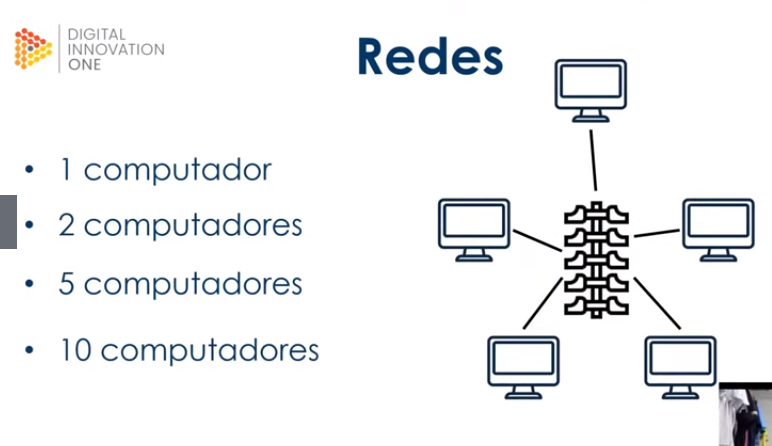 DIGITAL
INNOVATION
ONE
Redes
• 1 computador
• 2 computadores
• 5 computadores
• 10 computadores